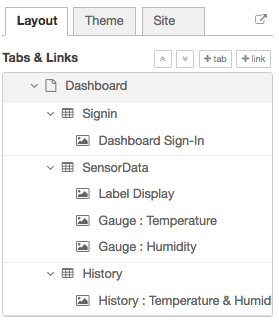 Layout Theme Site
Tabs & Links + tab + link
Dashboard
Signin
Dashboard Sign-In
SensorData
Label Display
Gauge : Temperature
Gauge : Humidity
History
History : Temperature & Humid